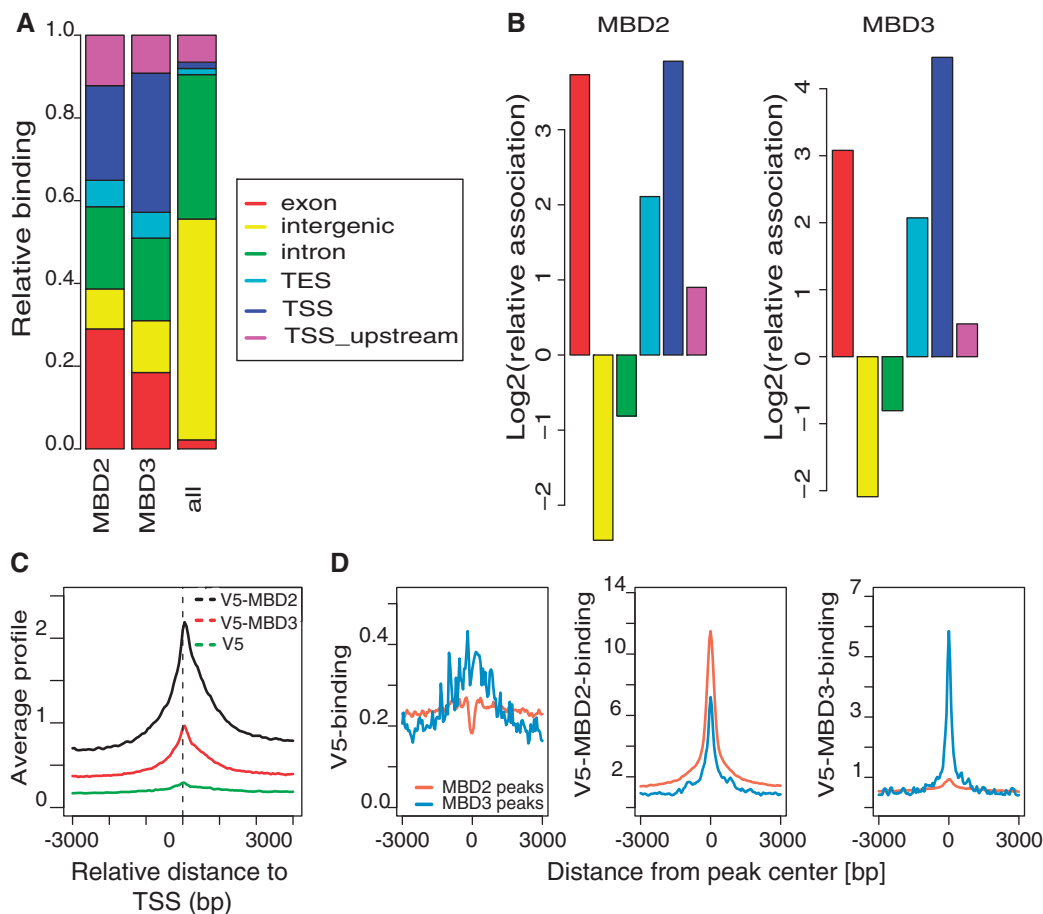 A
Relative binding
1.0
0.8
0.6
0.4
0.2
0.0
MBD2
MBD3
all
exon
intergenic
intron
TES
TSS
TSS_upstream
B
MBD2
Log2(relative association)
3
2
1
0
−1
−2
MBD3
Log2(relative association)
4
3
2
1
0
−1
−2
C
Average profile
2
1
0
V5-MBD2
V5-MBD3
V5
-3000
0
3000
Relative distance to
TSS (bp)
D
V5-binding
0.4
0.2
0.0
MBD2 peaks
MBD3 peaks
-3000
0
3000
V5-MBD2-binding
14
10
6
2
-3000
0
3000
V5-MBD3-binding
7
5
3
1
-3000
0
3000
Distance from peak center [bp]